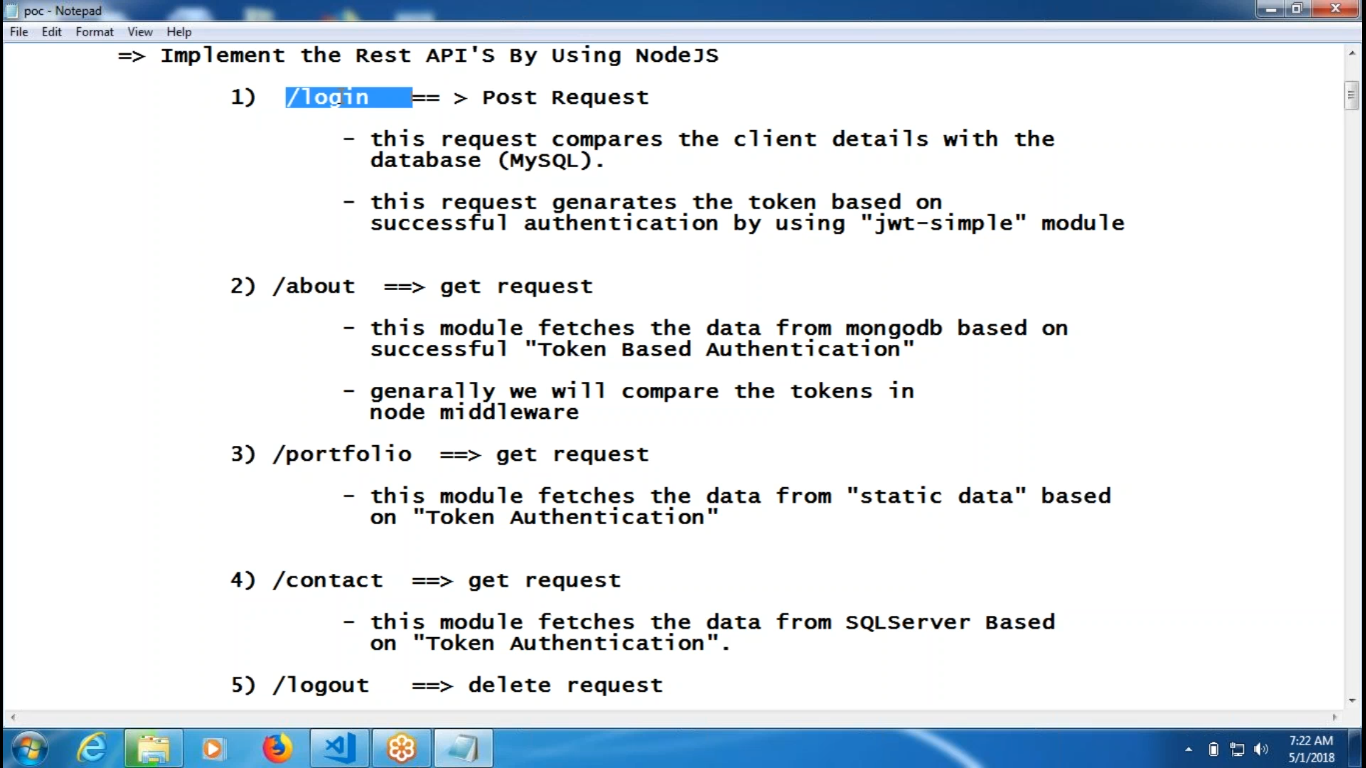 poc - Notepad
File Edit Format View Help
=> Implement the Rest API'S By Using NodeJS
1) /login == > Post Request
- this request compares the client details with the
database (MySQL).
- this request genarates the token based on
successful authentication by using "jwt-simple" module
2) /about ==> get request
- this module fetches the data from mongodb based on
successful "Token Based Authentication"
- genarally we will compare the tokens in
node middleware
3) /portfolio ==> get request
- this module fetches the data from "static data" based
on "Token Authentication"
4) /contact ==> get request
- this module fetches the data from SQLServer Based
on "Token Authentication".
5) /logout ==> delete request
7:22 AM
5/1/2018